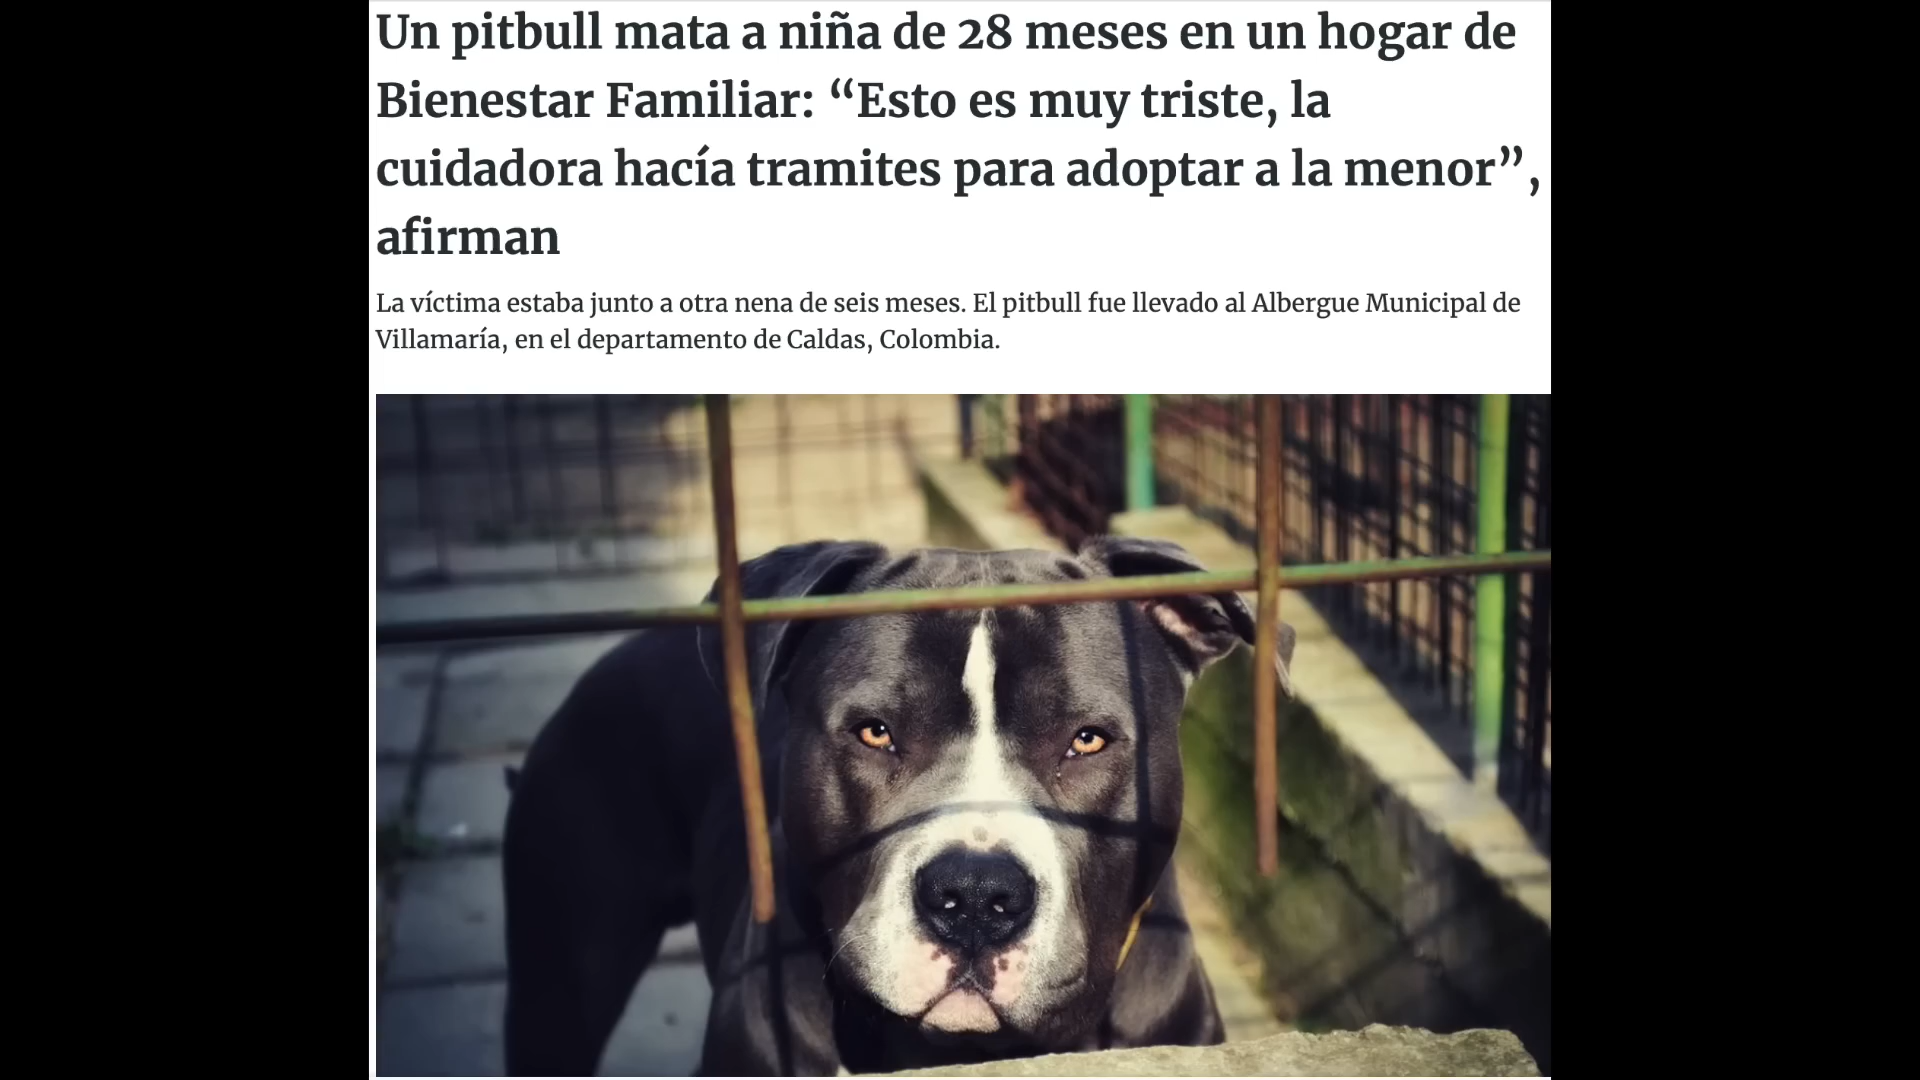 Un pitbull mata a niña de 28 meses en un hogar de
Bienestar Familiar: “Esto es muy triste, la
cuidadora hacía tramites para adoptar a la menor”,
afirman
La víctima estaba junto a otra nena de seis meses. El pitbull fue llevado al Albergue Municipal de
Villamaría, en el departamento de Caldas, Colombia.